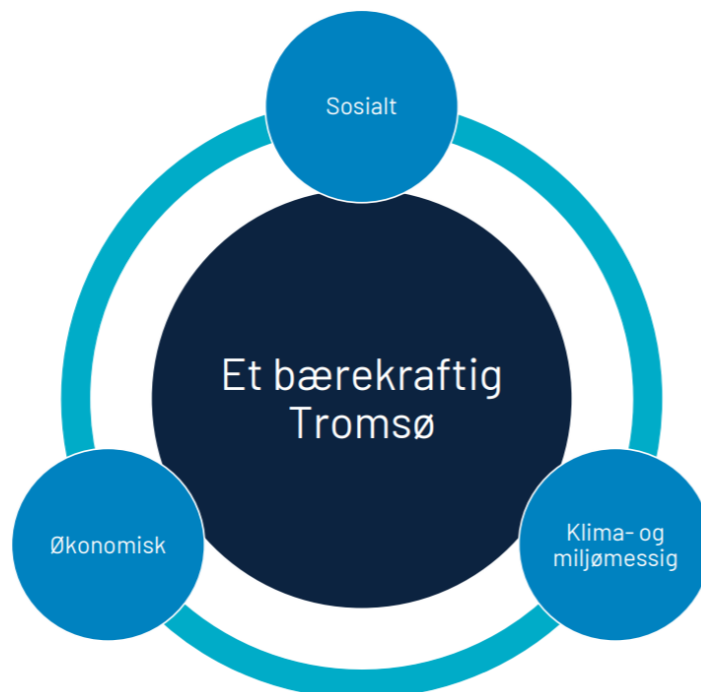 Sosialt
Et bærekraftig
Tromsø
Økonomisk
Klima- og
miljømessig